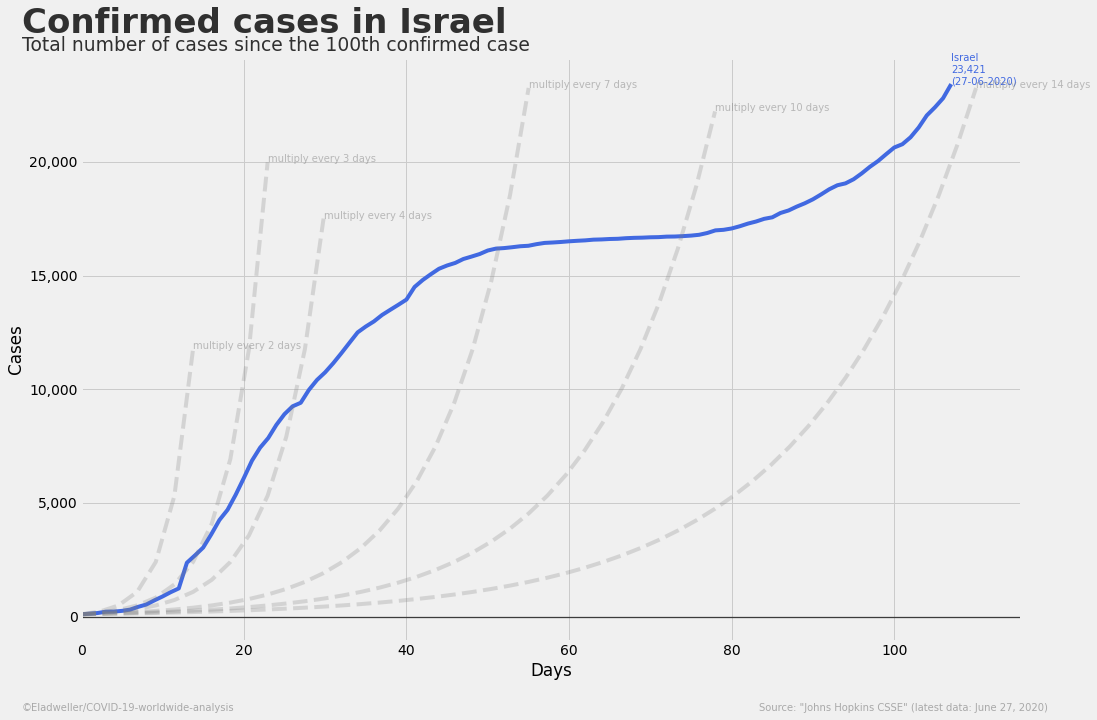 Confirmed cases in Israel
Total number of cases since the 100th confirmed case
Israel
23,421
(27-06-2020)
multiply every 7 days
multiply every 14 days
multiply every 10 days
20,000
multiply every 3 days
multiply every 4 days
15,000
multiply every 2 days
Cases
10,000
5,000
0
0 20 40 60 80 100
Days
©Eladweller/COVID-19-worldwide-analysis
Source: "Johns Hopkins CSSE" (latest data: June 27, 2020)